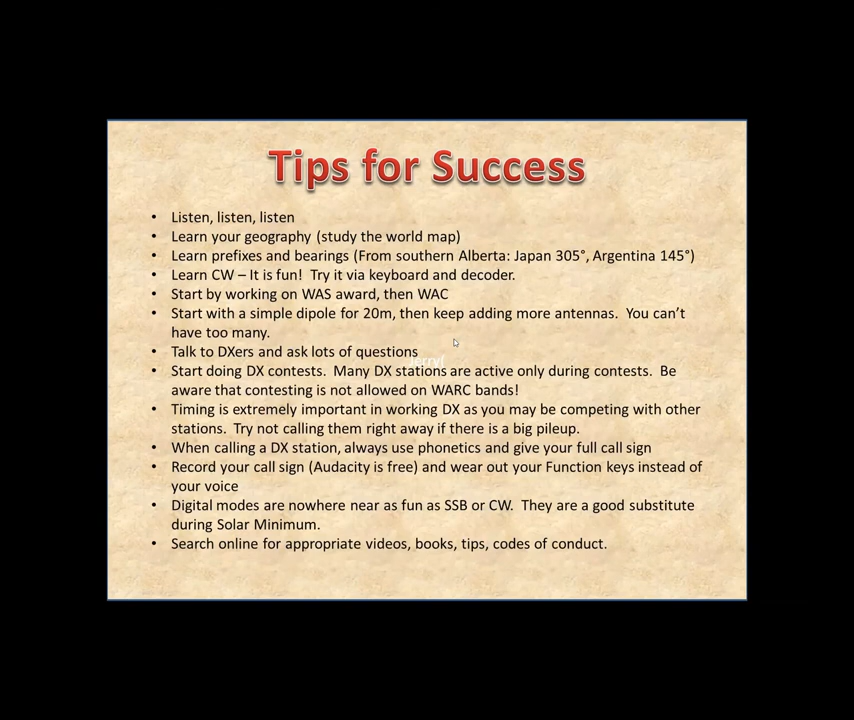 Tips for Success
• Listen, listen, listen
• Learn your geography (study the world map)
• Learn prefixes and bearings (From southern Alberta: Japan 305°, Argentina 145°)
• Learn CW – It is fun!  Try it via keyboard and decoder.
• Start by working on WAS award, then WAC
• Start with a simple dipole for 20m, then keep adding more antennas.  You can't
have too many.
• Talk to DXers and ask lots of questions
• Start doing DX contests.  Many DX stations are active only during contests.  Be
aware that contesting is not allowed on WARC bands!
• Timing is extremely important in working DX as you may be competing with other
stations.  Try not calling them right away if there is a big pileup.
• When calling a DX station, always use phonetics and give your full call sign
• Record your call sign (Audacity is free) and wear out your Function keys instead of
your voice
• Digital modes are nowhere near as fun as SSB or CW.  They are a good substitute
during Solar Minimum.
• Search online for appropriate videos, books, tips, codes of conduct.